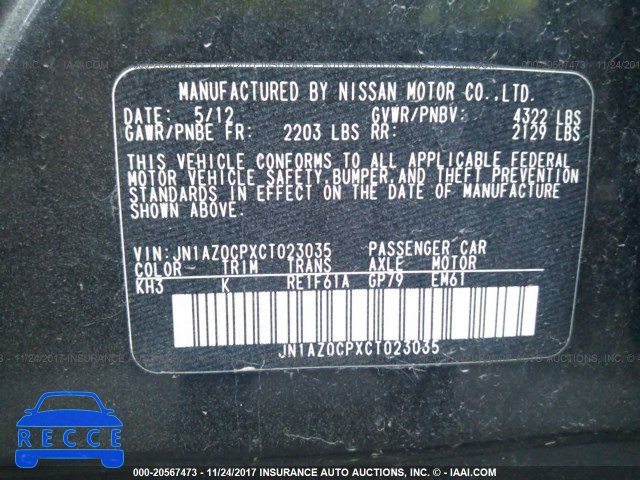 MANUFACTURED BY NISSAN MOTOR CO.,LTD.
DATE: 5/12 GVWR/PNBV: 4322 LBS
GAWR/PNBE FR: 2203 LBS RR: 2129 LBS
THIS VEHICLE CONFORMS TO ALL APPLICABLE FEDERAL
MOTOR VEHICLE SAFETY,BUMPER,AND THEFT PREVENTION
STANDARDS IN EFFECT ON THE DATE OF MANUFACTURE
SHOWN ABOVE.
VIN:JN1AZ0CPXCT023035 PASSENGER CAR
COLOR TRIM TRANS AXLE MOTOR
KH3 K RE1F61A GP79 EM61
JN1AZ0CPXCT023035
RECCE
000-20567473 - 11/24/2017 INSURANCE AUTO AUCTIONS, INC. - IAAI.COM